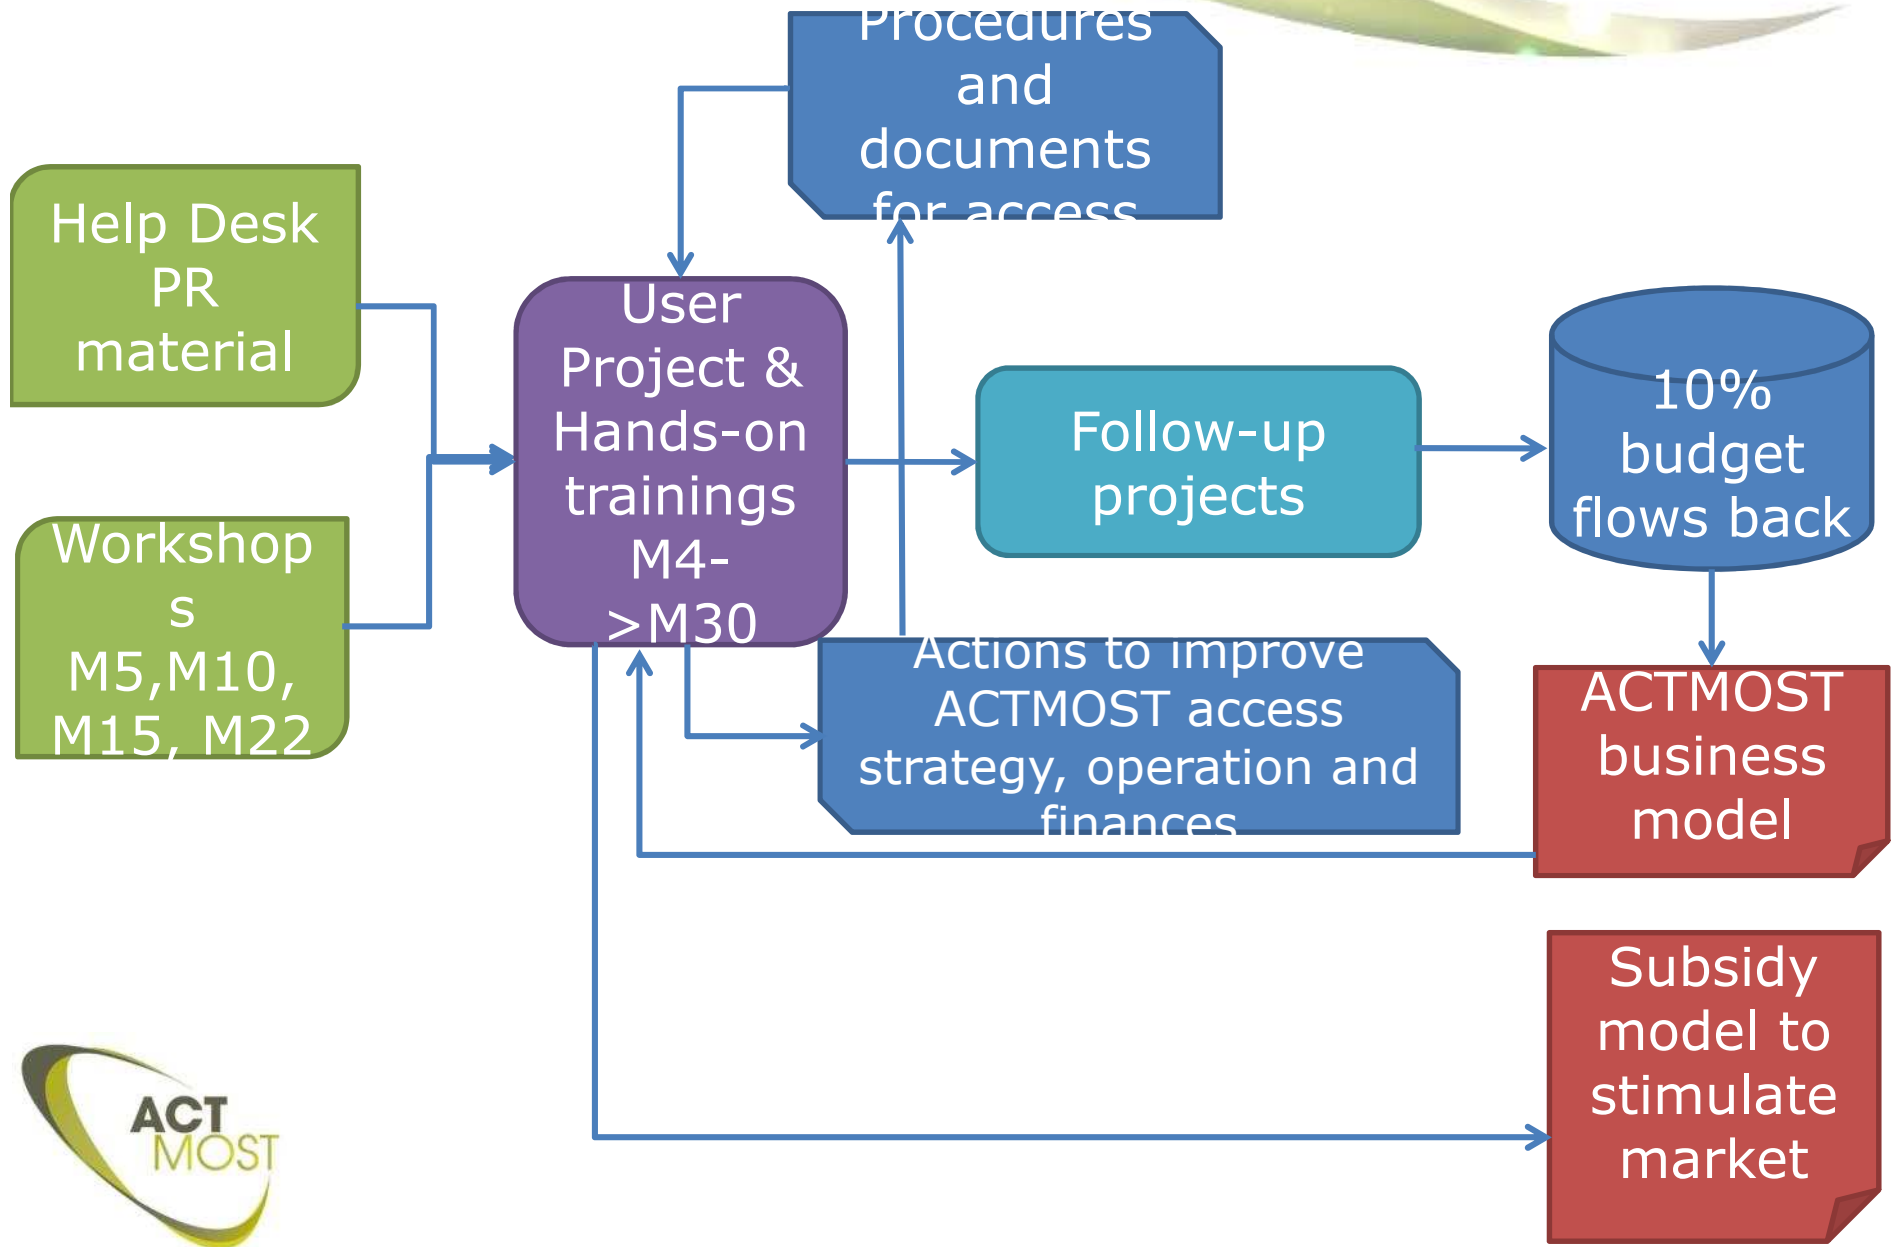 Procedures
and
documents
for access
Help Desk
PR
material
User
Project &
Hands-on
trainings
M4-
>M30
Follow-up
projects
10%
budget
flows back
Workshop
s
M5,M10,
M15, M22
Actions to improve
ACTMOST access
strategy, operation and
finances
ACTMOST
business
model
Subsidy
model to
stimulate
market
ACT
MOST